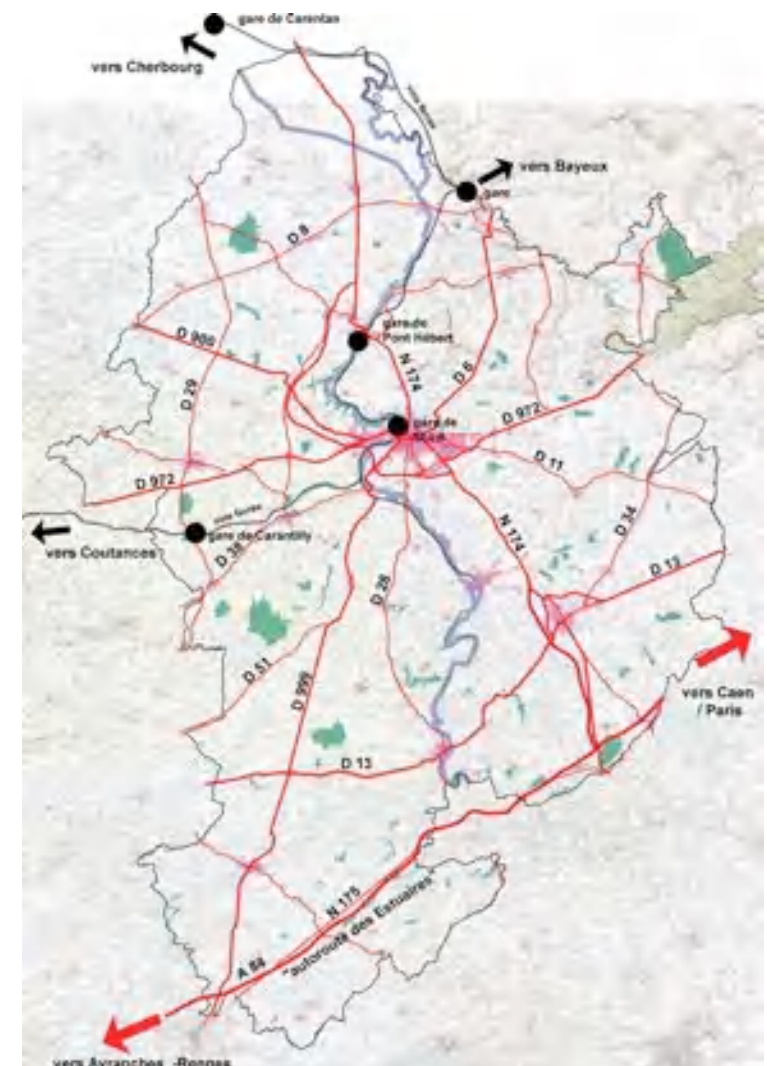 gare de Carentan
vers Cherbourg
vers Bayeux
gare
D 8
gare de
Pont Hébert
D 900
N 174
D 6
D 29
gare de
D 972
D 11
D 972
D 34
N 174
gare de Carantilly
vers Coutances
D 38
D 28
D 13
vers Caen
/ Paris
D 51
D 999
D 13
N 175
"autoroute des Estuaires"
A 84
vers Avranches -Rennes